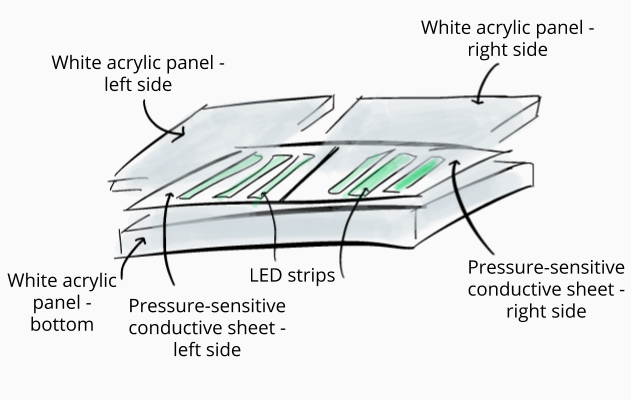 White acrylic panel -
right side
White acrylic panel -
left side
LED strips
White acrylic
panel -
bottom
Pressure-sensitive
conductive sheet -
left side
Pressure-sensitive
conductive sheet -
right side